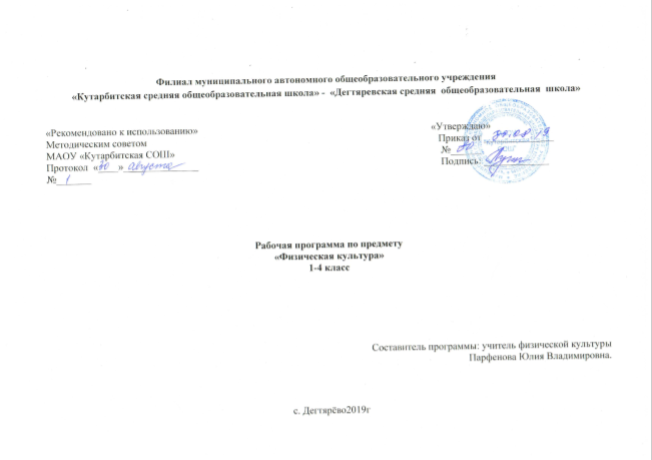 Филиал муниципального автономного общеобразовательного учреждения
«Кутарбитская средняя общеобразовательная школа» - «Дегтяревская средняя общеобразовательная школа»
«Рекомендовано к использованию»
Методическим советом
МАОУ «Кутарбитская СОШ»
Протокол «30» августа
№ 1
«Утверждаю»
Приказ от 30.08.19
№
Подпись:
Рабочая программа по предмету
«Физическая культура»
1-4 класс
Составитель программы: учитель физической культуры
Парфенова Юлия Владимировна.
с. Дегтярёво2019г